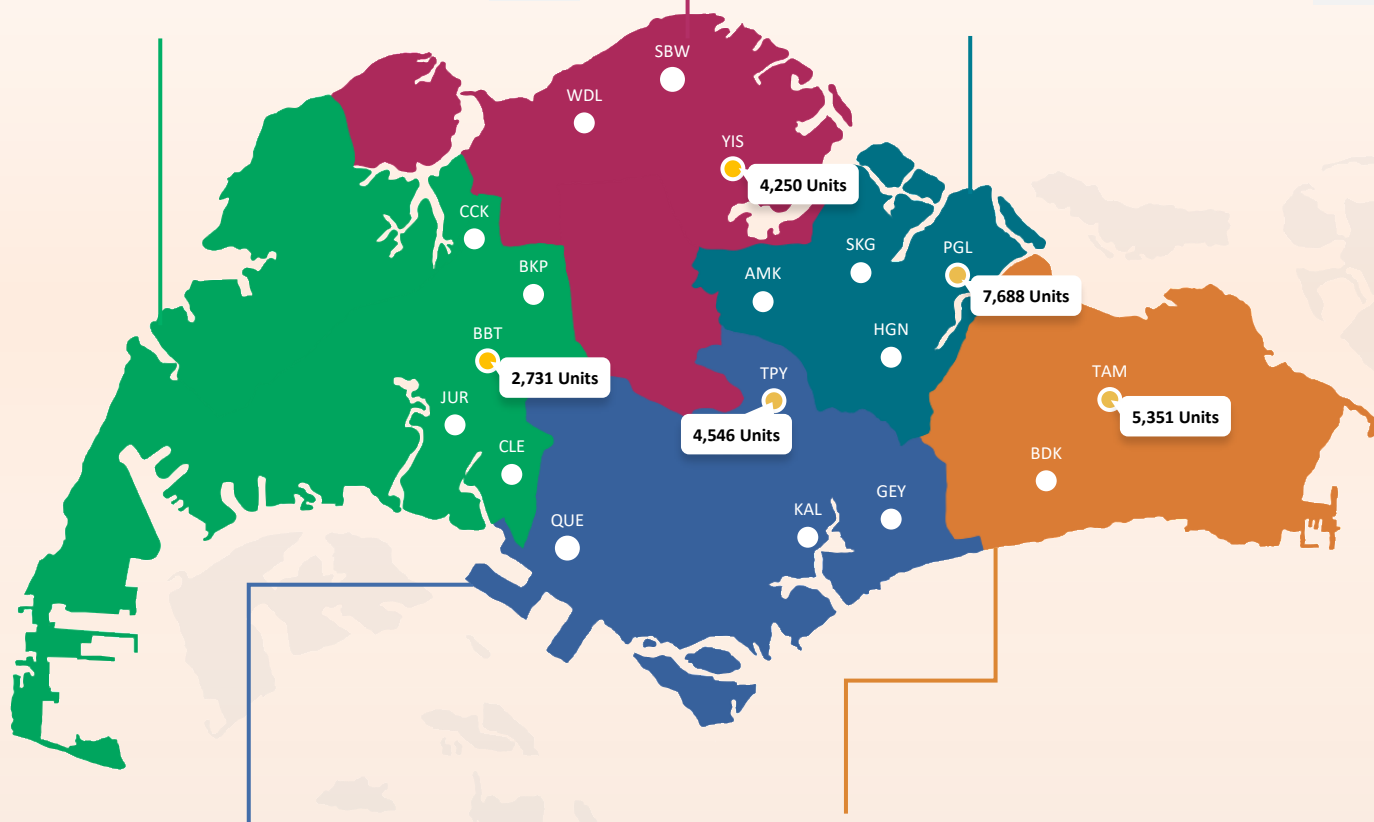 SBW
WDL
YIS
4,250 Units
CCK
SKG
PGL
BKP
AMK
7,688 Units
HGN
BBT
2,731 Units
TPY
TAM
JUR
5,351 Units
4,546 Units
CLE
BDK
GEY
KAL
QUE